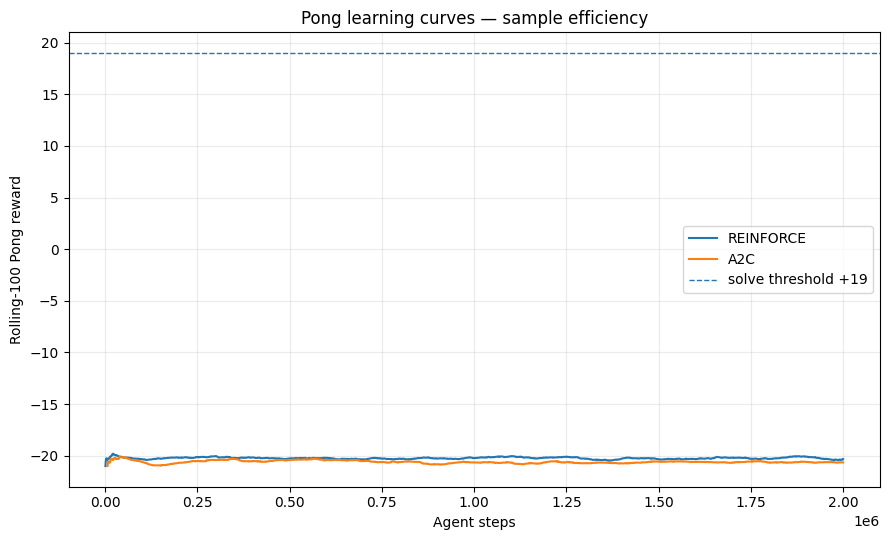 Pong learning curves — sample efficiency
Rolling-100 Pong reward
20
15
10
5
0
−5
−10
−15
−20
REINFORCE
A2C
solve threshold +19
0.00 0.25 0.50 0.75 1.00 1.25 1.50 1.75 2.00
1e6
Agent steps